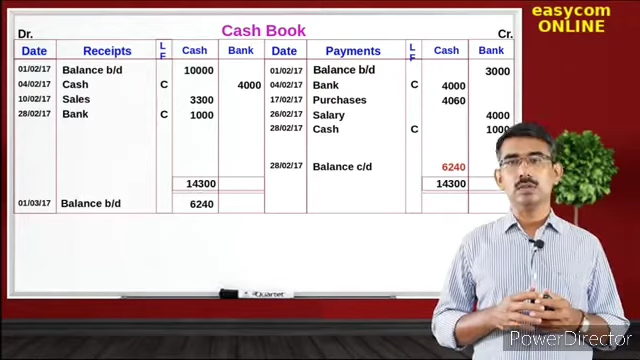 easycom
ONLINE
Dr. Cash Book Cr.
Date Receipts L F Cash Bank Date Payments L F Cash Bank
01/02/17 Balance b/d 10000 01/02/17 Balance b/d 3000
04/02/17 Cash C 4000 04/02/17 Bank C 4000
10/02/17 Sales 3300 17/02/17 Purchases 4060
28/02/17 Bank C 1000 26/02/17 Salary 4000
28/02/17 Cash C 1000
28/02/17 Balance c/d 6240
14300 14300
01/03/17 Balance b/d 6240
Quartet
PowerDirector